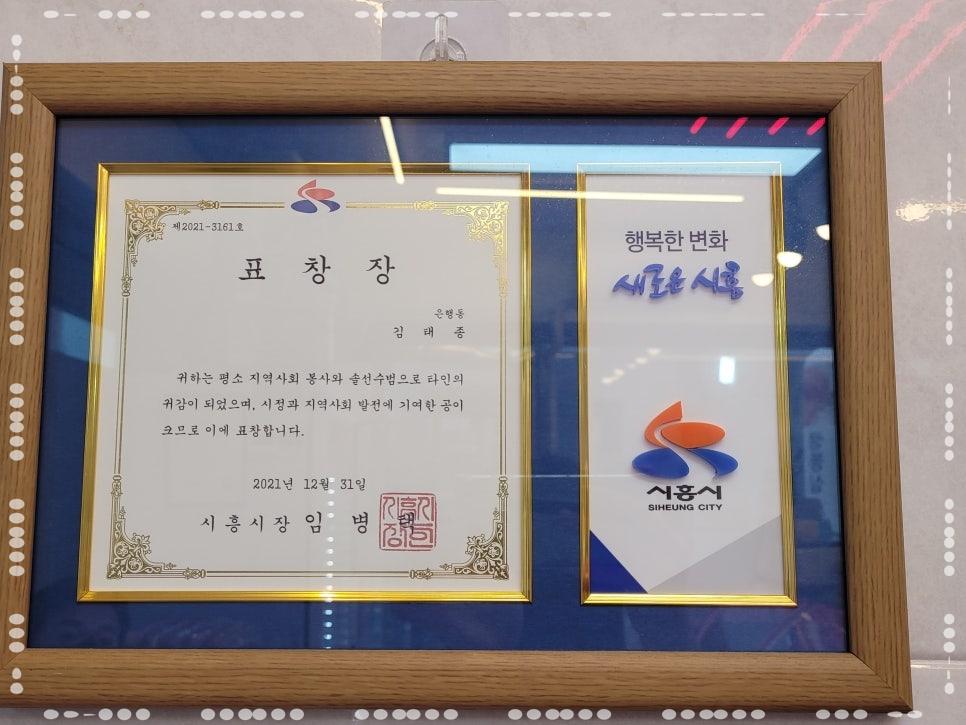 제2021-3161호
표 창 장
은행동
김 태 종
귀하는 평소 지역사회 봉사와 솔선수범으로 타인의
귀감이 되었으며, 시정과 지역사회 발전에 기여한 공이
크므로 이에 표창합니다.
2021년 12월 31일
시흥시장 임 병 택
행복한 변화
새로운 시흥
시흥시
SIHEUNG CITY